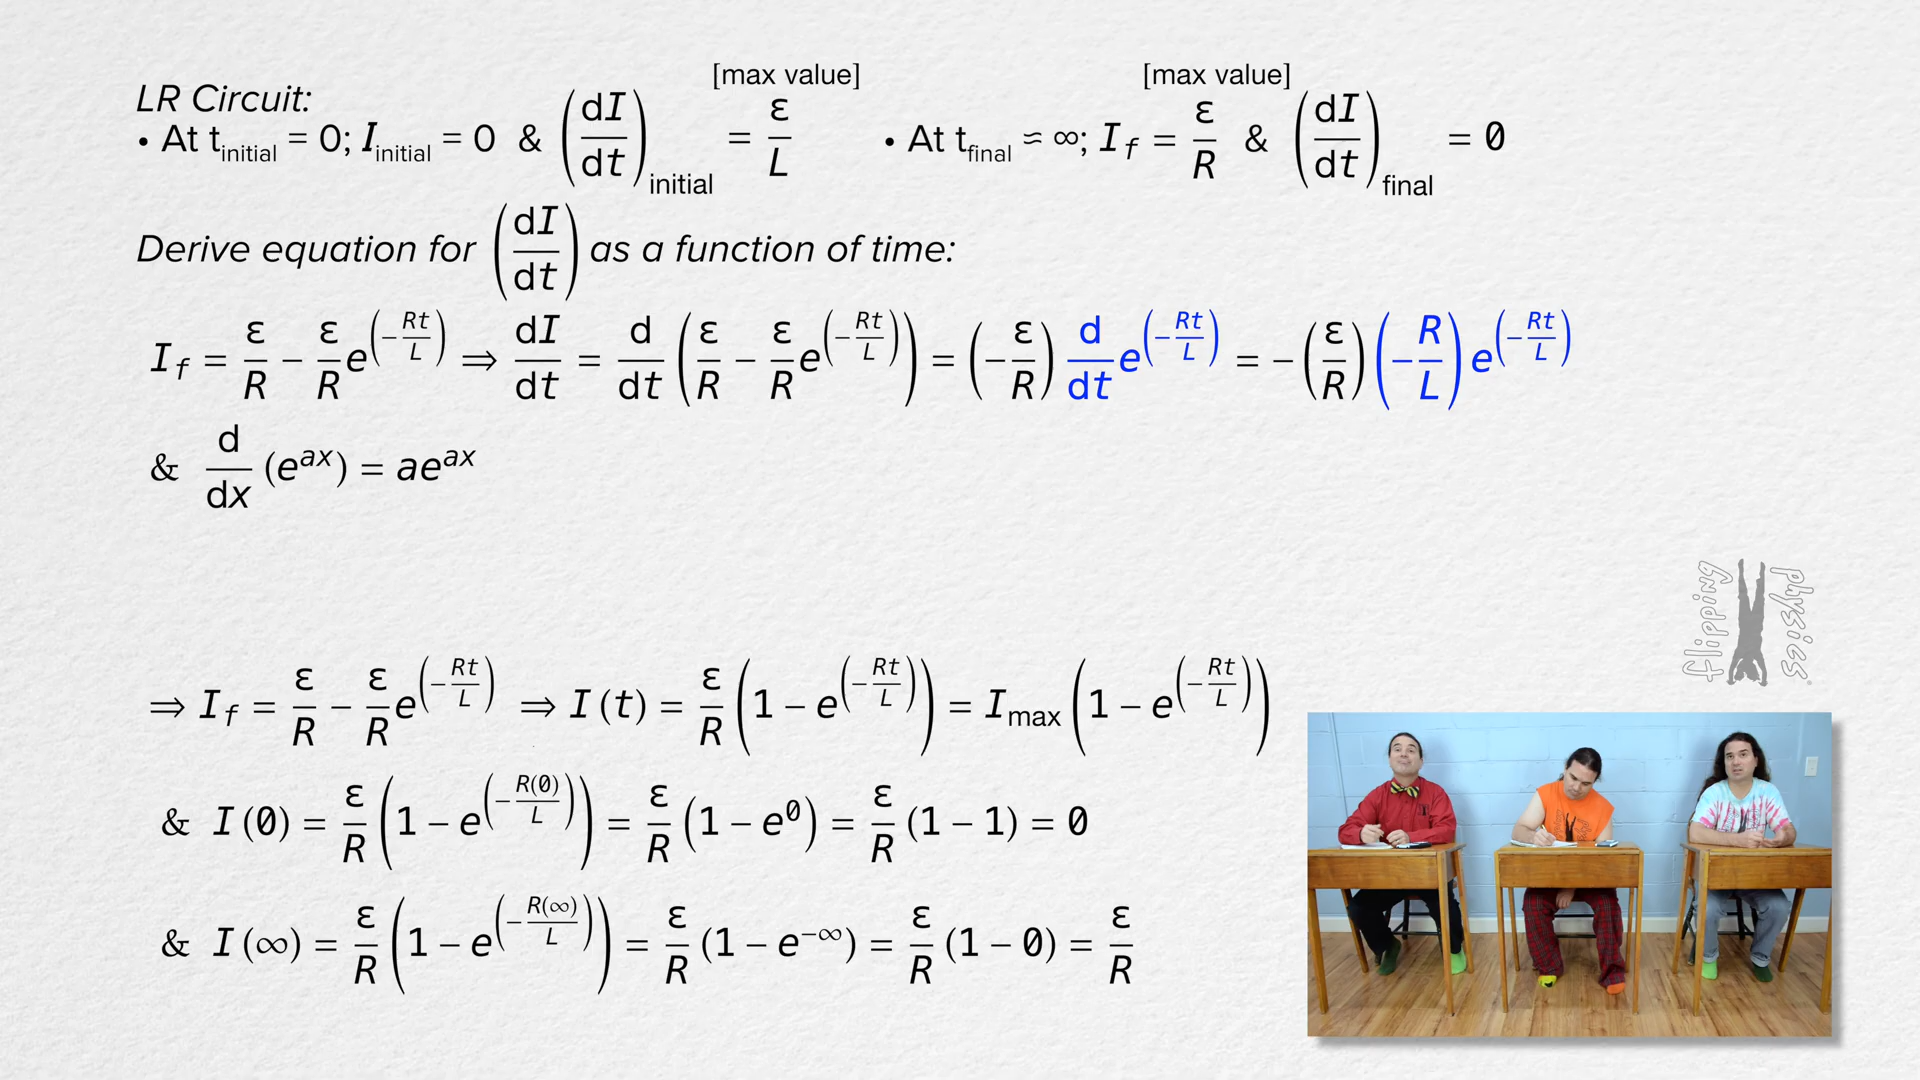 LR Circuit:
[max value] [max value]
• At t_initial = 0; I_initial = 0 & (dI/dt)_initial = ε/L • At t_final ≈ ∞; I_f = ε/R & (dI/dt)_final = 0
Derive equation for (dI/dt) as a function of time:
I_f = ε/R − ε/R e^(−Rt/L) ⇒ dI/dt = d/dt (ε/R − ε/R e^(−Rt/L)) = (−ε/R) d/dt e^(−Rt/L) = −(ε/R)(−R/L) e^(−Rt/L)
& d/dx (e^ax) = ae^ax
flipping physics
⇒ I_f = ε/R − ε/R e^(−Rt/L) ⇒ I(t) = ε/R (1 − e^(−Rt/L)) = I_max (1 − e^(−Rt/L))
& I(0) = ε/R (1 − e^(−R(0)/L)) = ε/R (1 − e^0) = ε/R (1 − 1) = 0
& I(∞) = ε/R (1 − e^(−R(∞)/L)) = ε/R (1 − e^−∞) = ε/R (1 − 0) = ε/R